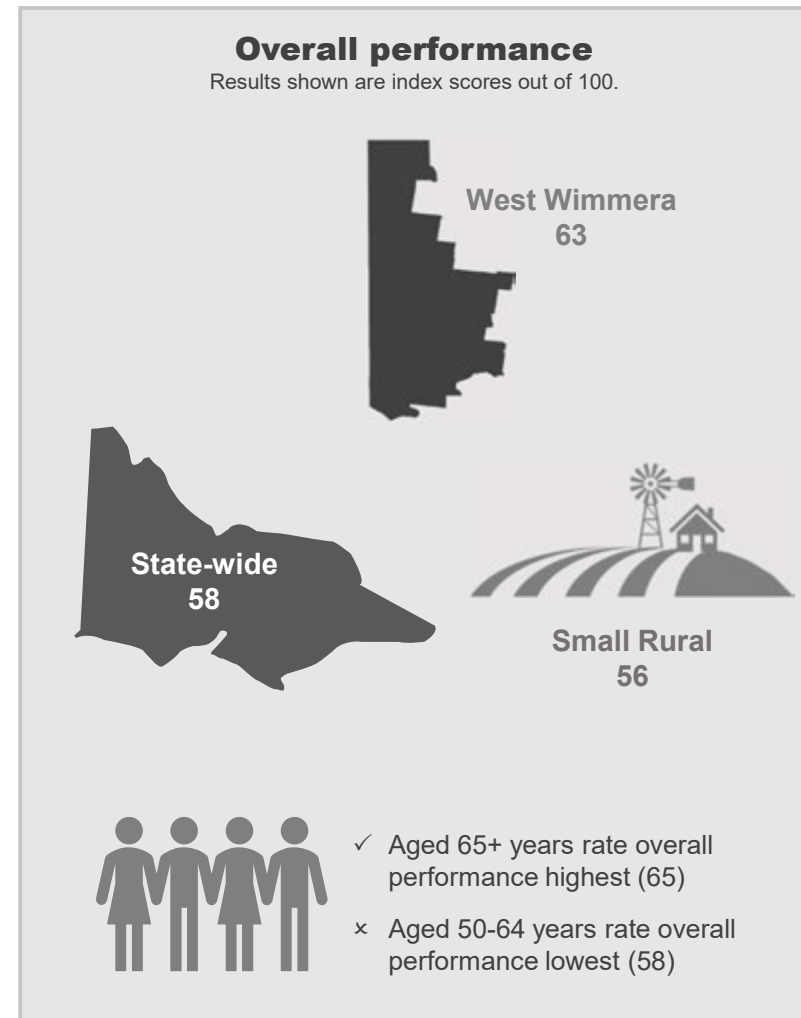 Overall performance
Results shown are index scores out of 100.
West Wimmera
63
State-wide
58
Small Rural
56
✓ Aged 65+ years rate overall
performance highest (65)
× Aged 50-64 years rate overall
performance lowest (58)